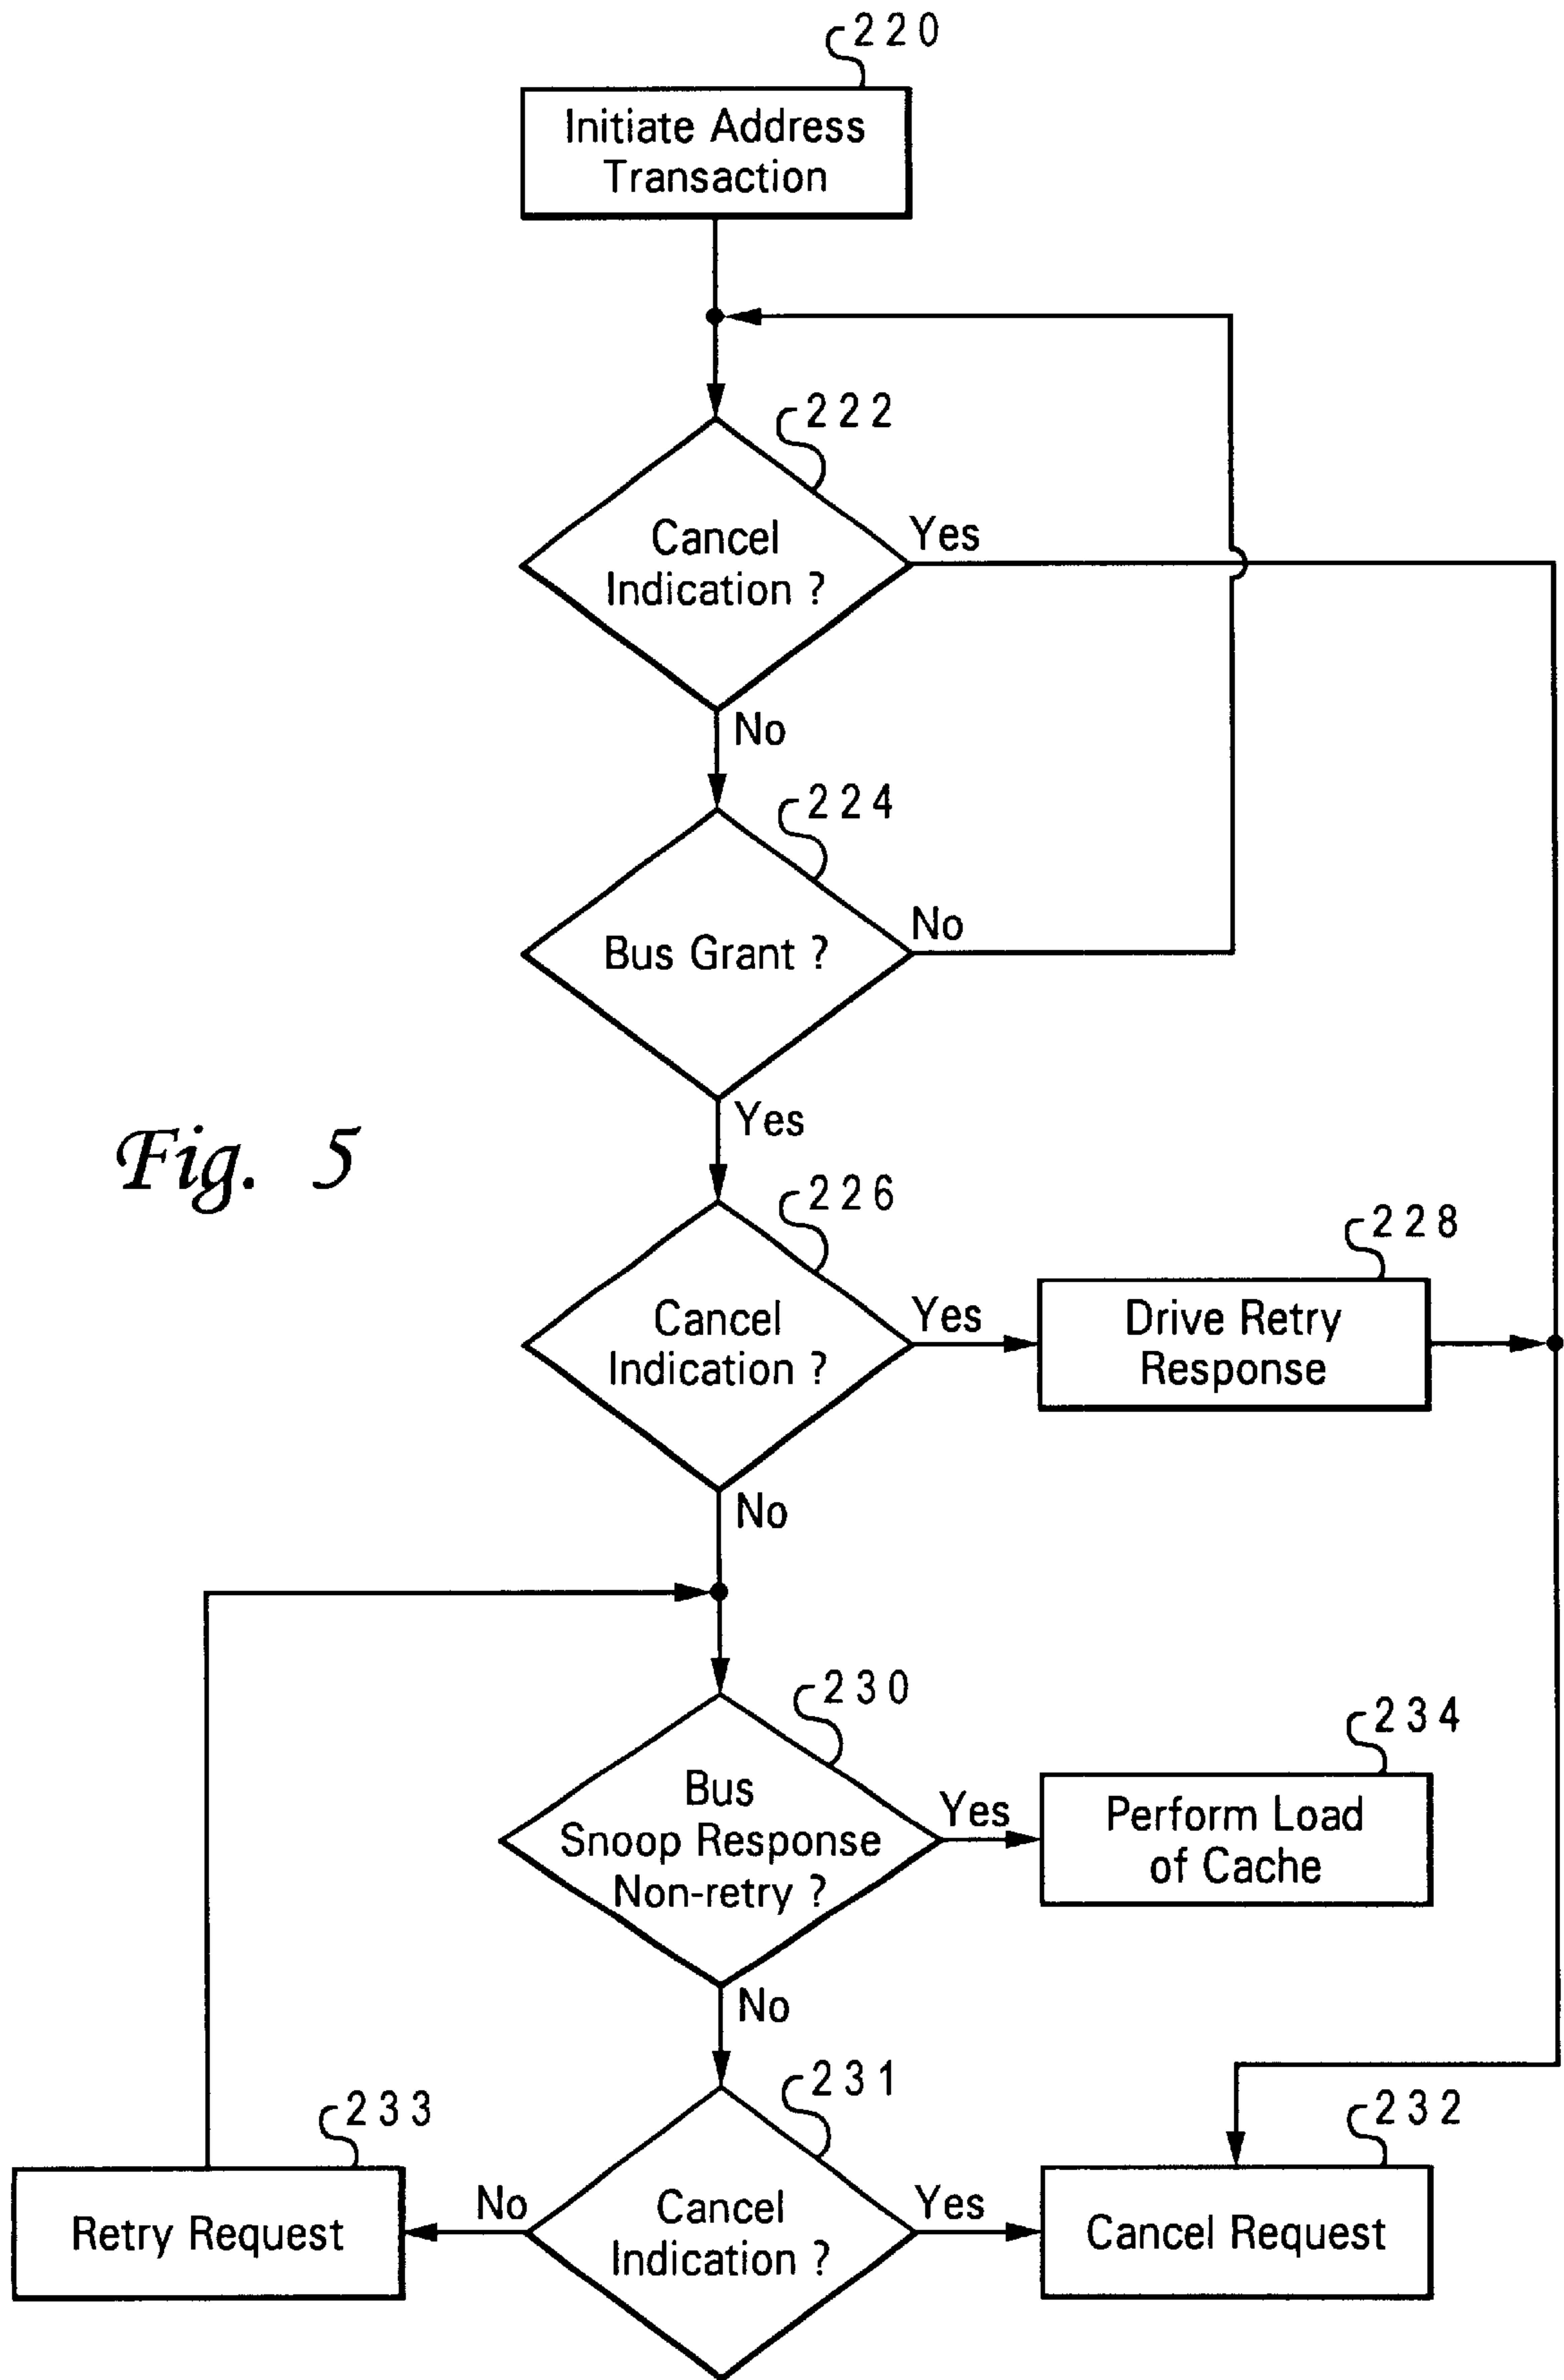 220
Initiate Address
Transaction
222
Cancel
Indication ?
Yes
No
224
Bus Grant ?
No
Yes
Fig. 5
226
Cancel
Indication ?
Yes
228
Drive Retry
Response
No
230
Bus
Snoop Response
Non-retry ?
Yes
234
Perform Load
of Cache
No
231
Cancel
Indication ?
No
Yes
233
Retry Request
232
Cancel Request